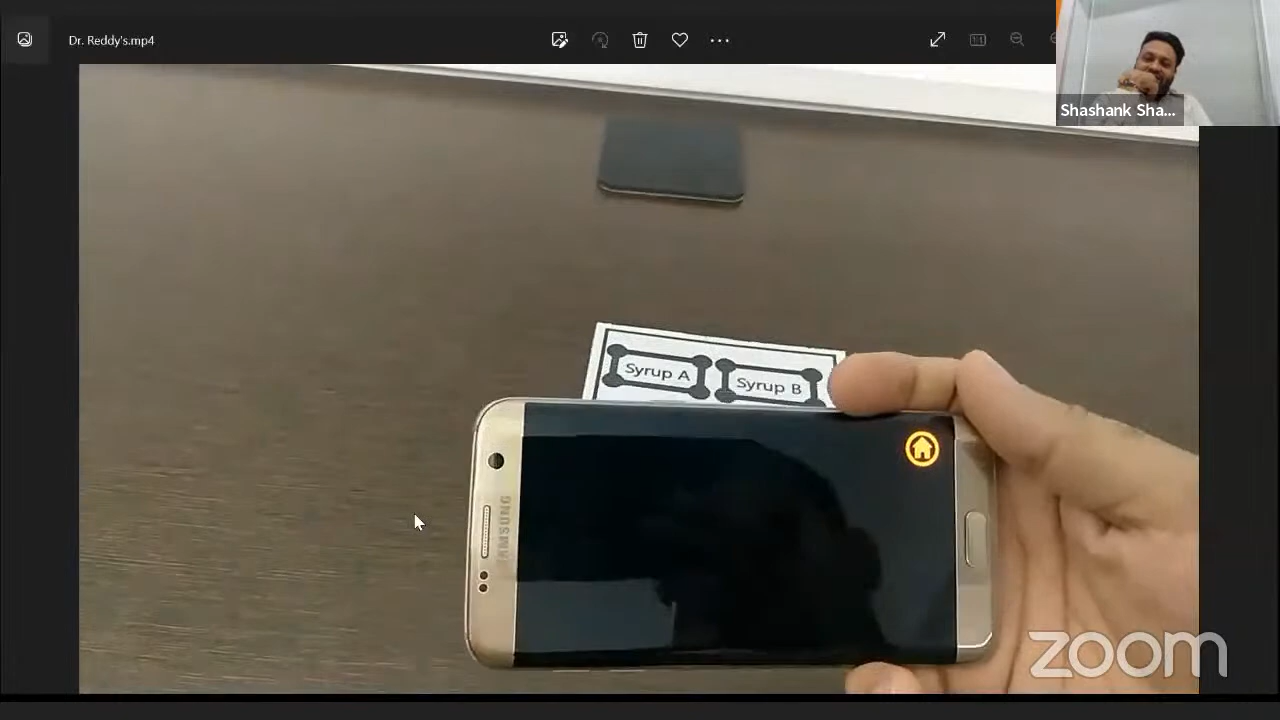 Dr. Reddy's.mp4
Shashank Sha...
Syrup A
Syrup B
SAMSUNG
zoom